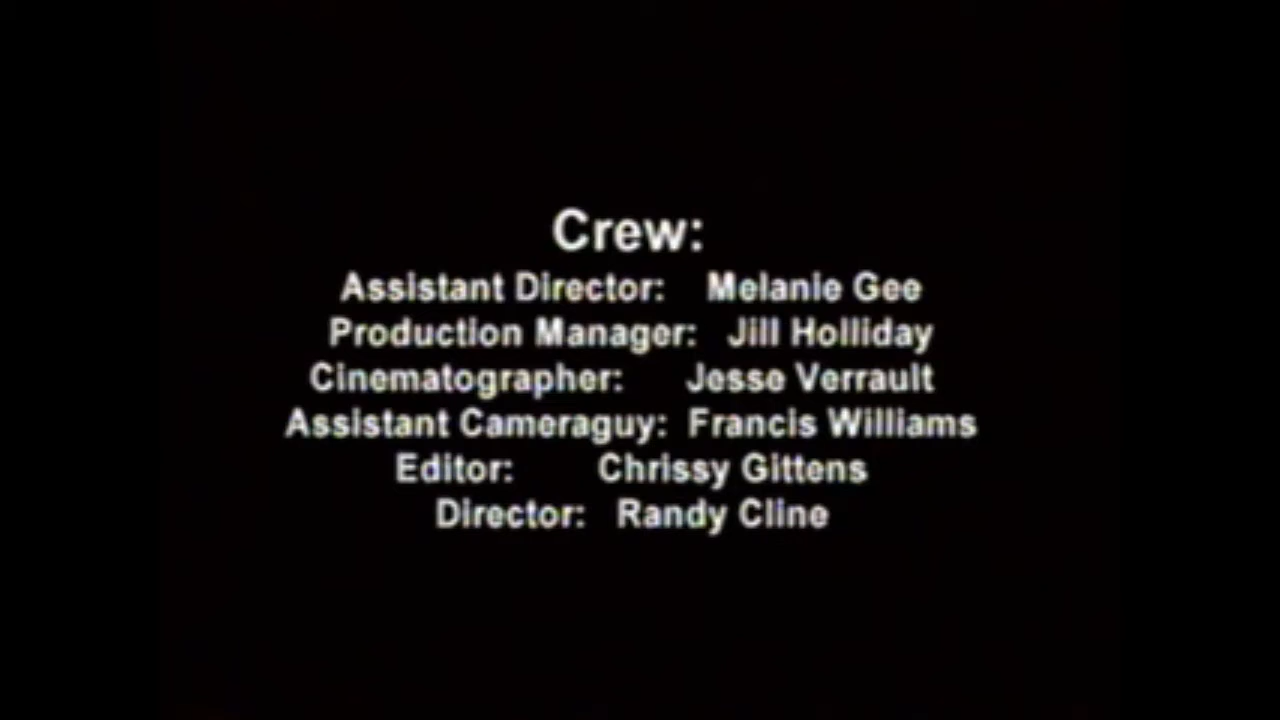 Crew:
Assistant Director: Melanie Gee
Production Manager: Jill Holliday
Cinematographer: Jesse Verrault
Assistant Cameraguy: Francis Williams
Editor: Chrissy Gittens
Director: Randy Cline